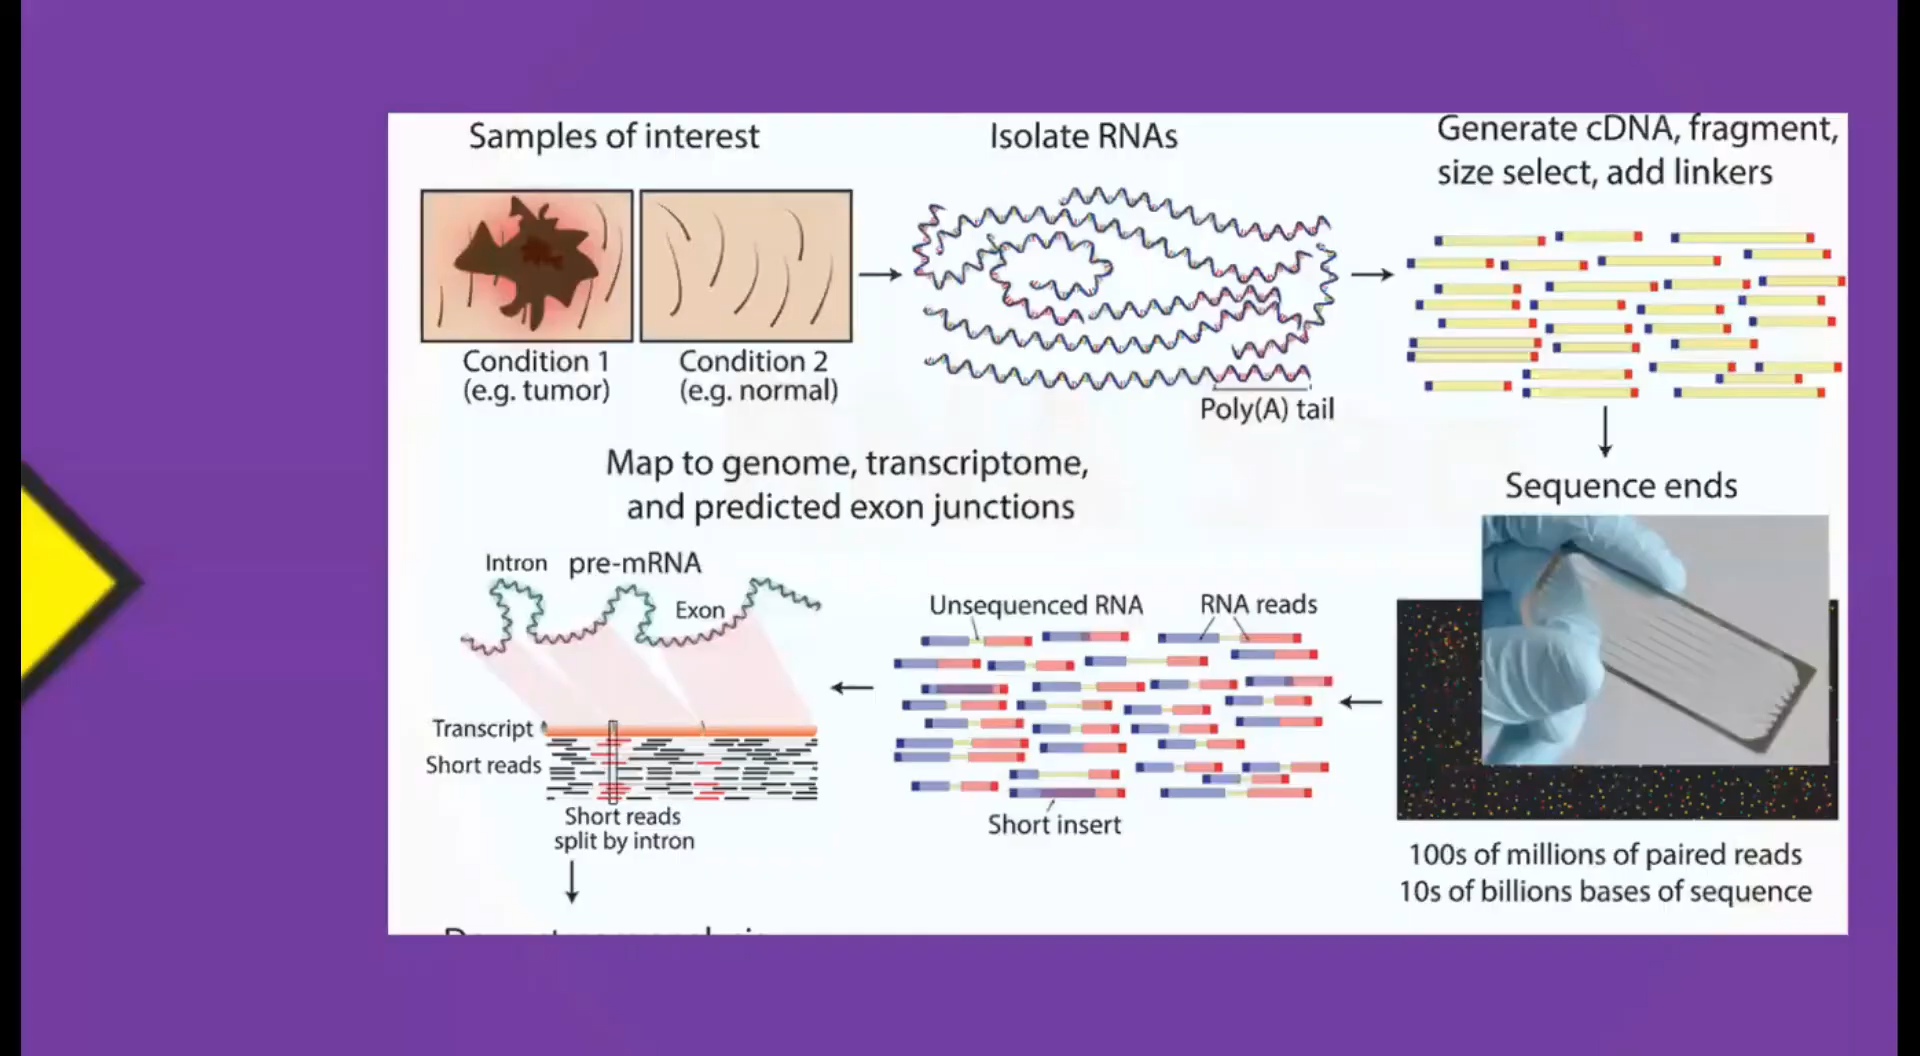 Samples of interest
Isolate RNAs
Generate cDNA, fragment,
size select, add linkers
Condition 1
(e.g. tumor)
Condition 2
(e.g. normal)
Poly(A) tail
Sequence ends
100s of millions of paired reads
10s of billions bases of sequence
Unsequenced RNA
RNA reads
Short insert
Map to genome, transcriptome,
and predicted exon junctions
Intron
pre-mRNA
Exon
Transcript
Short reads
Short reads
split by intron